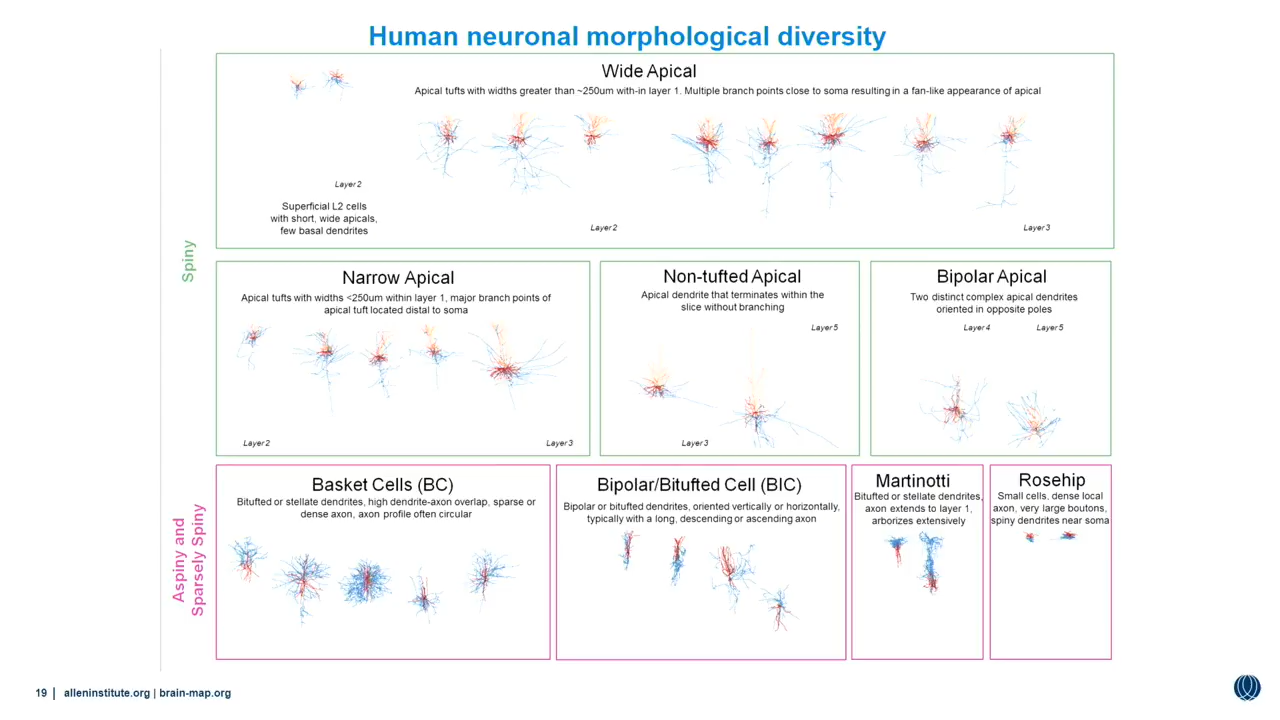 Human neuronal morphological diversity
Wide Apical
Apical tufts with widths greater than ~250um with-in layer 1. Multiple branch points close to soma resulting in a fan-like appearance of apical
Layer 2
Superficial L2 cells
with short, wide apicals,
few basal dendrites
Layer 2
Layer 3
Spiny
Narrow Apical
Apical tufts with widths <250um within layer 1, major branch points of
apical tuft located distal to soma
Layer 2
Layer 3
Non-tufted Apical
Apical dendrite that terminates within the
slice without branching
Layer 5
Layer 3
Bipolar Apical
Two distinct complex apical dendrites
oriented in opposite poles
Layer 4
Layer 5
Aspiny and
Sparsely Spiny
Basket Cells (BC)
Bitufted or stellate dendrites, high dendrite-axon overlap, sparse or
dense axon, axon profile often circular
Bipolar/Bitufted Cell (BIC)
Bipolar or bitufted dendrites, oriented vertically or horizontally,
typically with a long, descending or ascending axon
Martinotti
Bitufted or stellate dendrites,
axon extends to layer 1,
arborizes extensively
Rosehip
Small cells, dense local
axon, very large boutons,
spiny dendrites near soma
19 | alleninstitute.org | brain-map.org